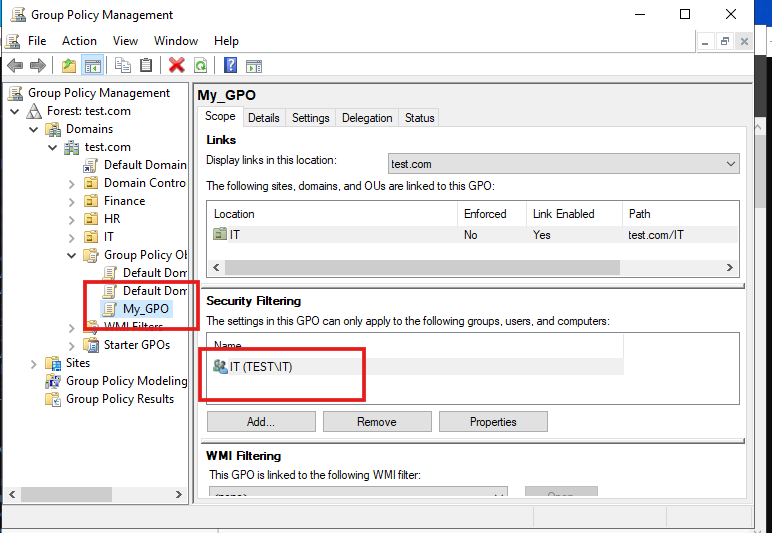 Group Policy Management
File Action View Window Help
Group Policy Management
Forest: test.com
Domains
test.com
Default Domain
Domain Contro
Finance
HR
IT
Group Policy Ob
Default Dom
Default Dom
My_GPO
WMI Filters
Starter GPOs
Sites
Group Policy Modeling
Group Policy Results
My_GPO
Scope Details Settings Delegation Status
Links
Display links in this location: test.com
The following sites, domains, and OUs are linked to this GPO:
Location Enforced Link Enabled Path
IT No Yes test.com/IT
Security Filtering
The settings in this GPO can only apply to the following groups, users, and computers:
Name
IT (TEST\IT)
Add... Remove Properties
WMI Filtering
This GPO is linked to the following WMI filter:
<none> Open